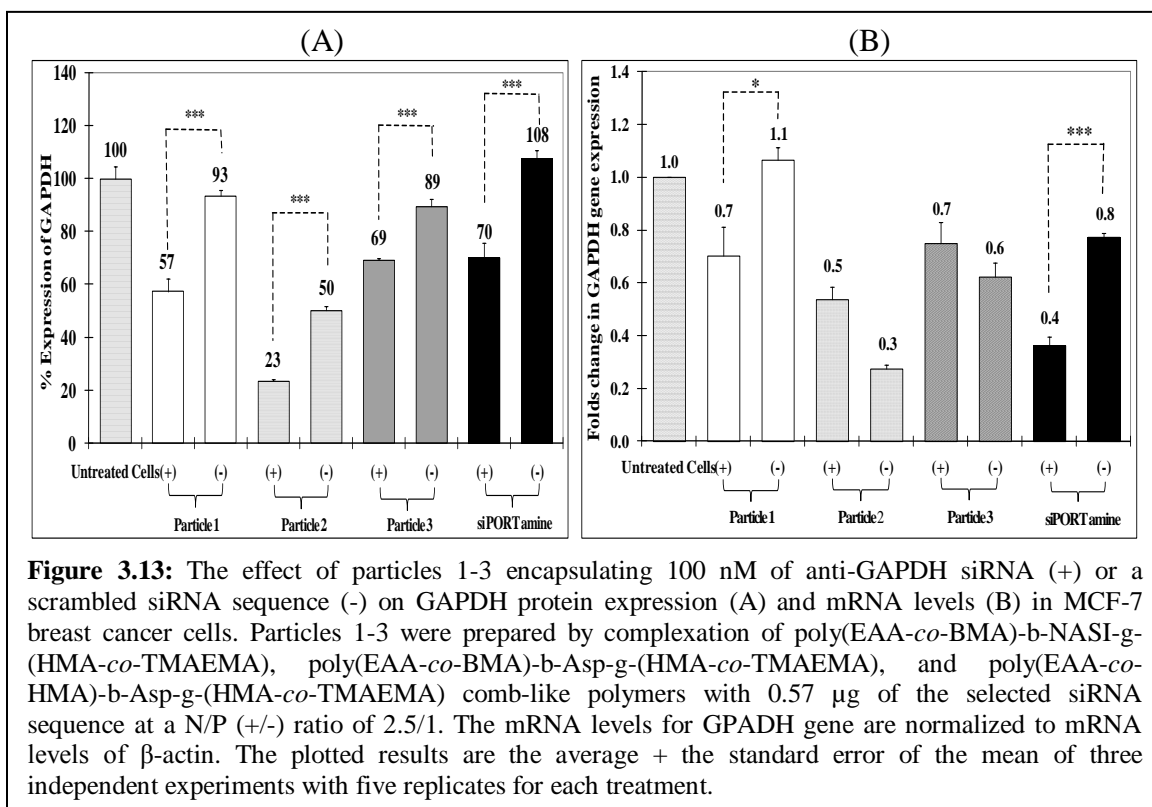 (A)
(B)
% Expression of GAPDH
140
120
100
80
60
40
20
0
100
57
93
***
23
50
***
69
89
***
70
108
***
Untreated Cells (+) (-) (+) (-) (+) (-) (+) (-)
Particle 1 Particle 2 Particle 3 siPORT amine
Folds change in GAPDH gene expression
1.4
1.2
1.0
0.8
0.6
0.4
0.2
0.0
1.0
0.7
1.1
*
0.5
0.3
0.7
0.6
0.4
0.8
***
Untreated Cells (+) (-) (+) (-) (+) (-) (+) (-)
Particle 1 Particle 2 Particle 3 siPORT amine
Figure 3.13: The effect of particles 1-3 encapsulating 100 nM of anti-GAPDH siRNA (+) or a
scrambled siRNA sequence (-) on GAPDH protein expression (A) and mRNA levels (B) in MCF-7
breast cancer cells. Particles 1-3 were prepared by complexation of poly(EAA-co-BMA)-b-NASI-g-
(HMA-co-TMAEMA), poly(EAA-co-BMA)-b-Asp-g-(HMA-co-TMAEMA), and poly(EAA-co-
HMA)-b-Asp-g-(HMA-co-TMAEMA) comb-like polymers with 0.57 µg of the selected siRNA
sequence at a N/P (+/-) ratio of 2.5/1. The mRNA levels for GPADH gene are normalized to mRNA
levels of β-actin. The plotted results are the average + the standard error of the mean of three
independent experiments with five replicates for each treatment.